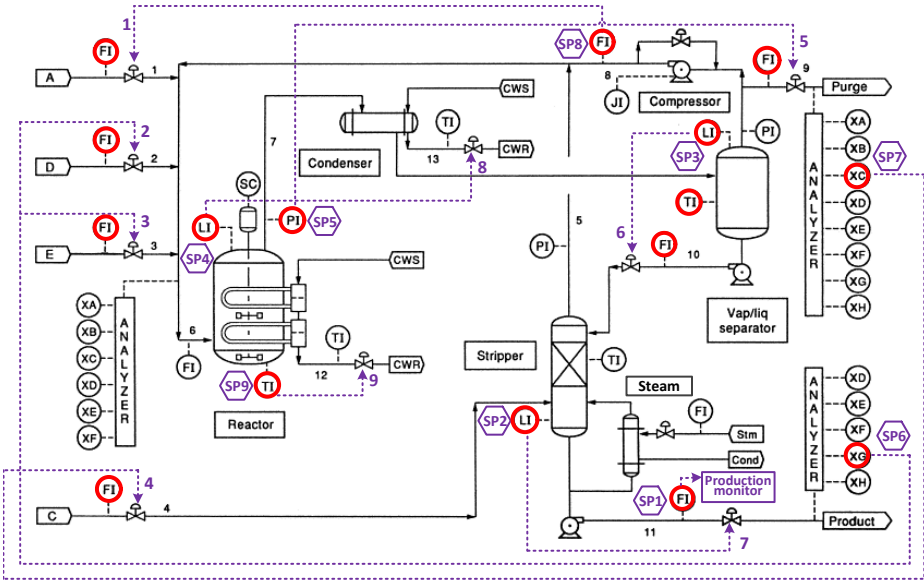 1
SP8
FI
5
FI
FI
A
1
8
JI
Compressor
9
Purge
CWS
TI
7
2
FI
D
2
Condenser
13
CWR
8
6
LI
SP3
PI
XA
XB
SP7
XC
XD
XE
XF
XG
XH
ANALYZER
SC
LI
PI
SP5
SP4
TI
5
3
FI
E
3
PI
6
FI
10
CWS
Vap/liq
separator
XA
XB
XC
XD
XE
XF
ANALYZER
6
FI
TI
12
CWR
SP9
TI
9
Reactor
Stripper
TI
Steam
SP2
LI
FI
Stm
Cond
XD
XE
XF
SP6
XG
XH
ANALYZER
4
FI
C
4
SP1
FI
Production
monitor
11
7
Product